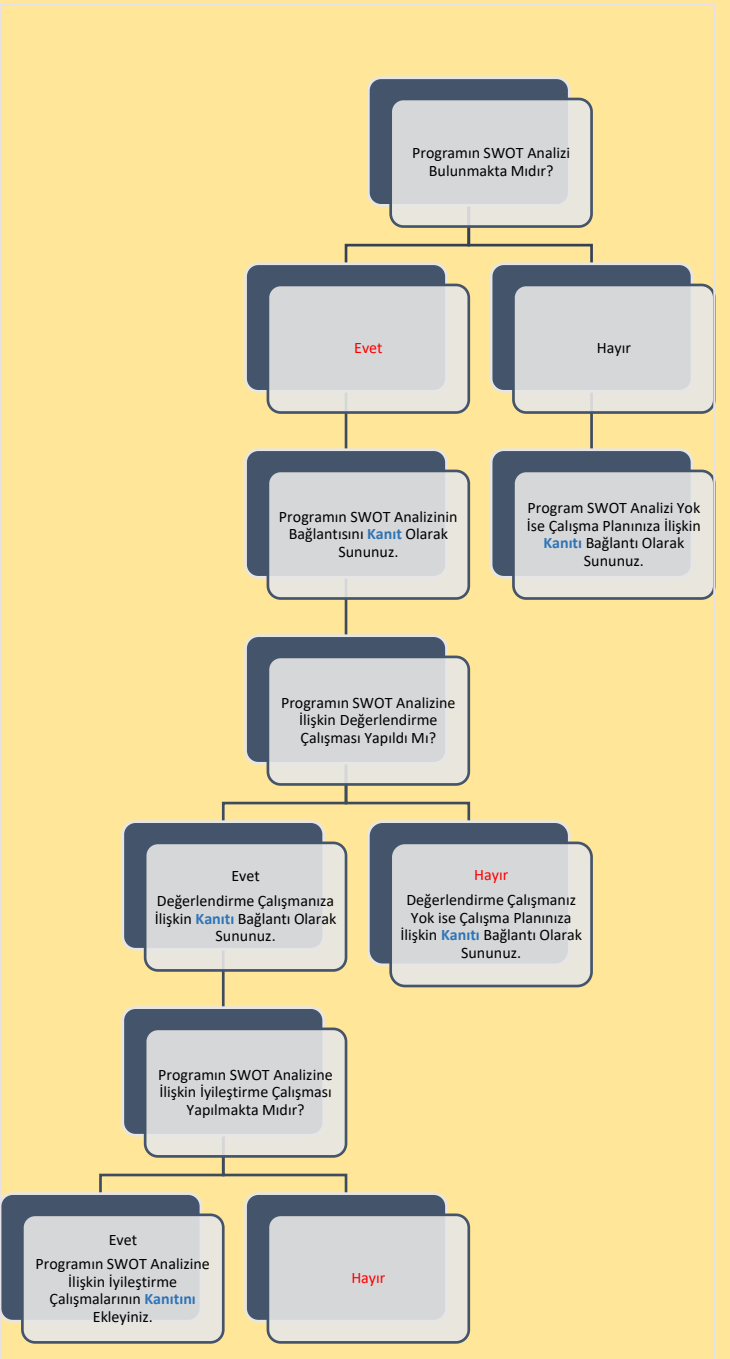 Programın SWOT Analizi
Bulunmakta Mıdır?
Evet
Hayır
Programın SWOT Analizinin
Bağlantısını Kanıt Olarak
Sununuz.
Program SWOT Analizi Yok
İse Çalışma Planınıza İlişkin
Kanıtı Bağlantı Olarak
Sununuz.
Programın SWOT Analizine
İlişkin Değerlendirme
Çalışması Yapıldı Mı?
Evet
Değerlendirme Çalışmanıza
İlişkin Kanıtı Bağlantı Olarak
Sununuz.
Hayır
Değerlendirme Çalışmanız
Yok ise Çalışma Planınıza
İlişkin Kanıtı Bağlantı Olarak
Sununuz.
Programın SWOT Analizine
İlişkin İyileştirme Çalışması
Yapılmakta Mıdır?
Evet
Programın SWOT Analizine
İlişkin İyileştirme
Çalışmalarının Kanıtını
Ekleyiniz.
Hayır